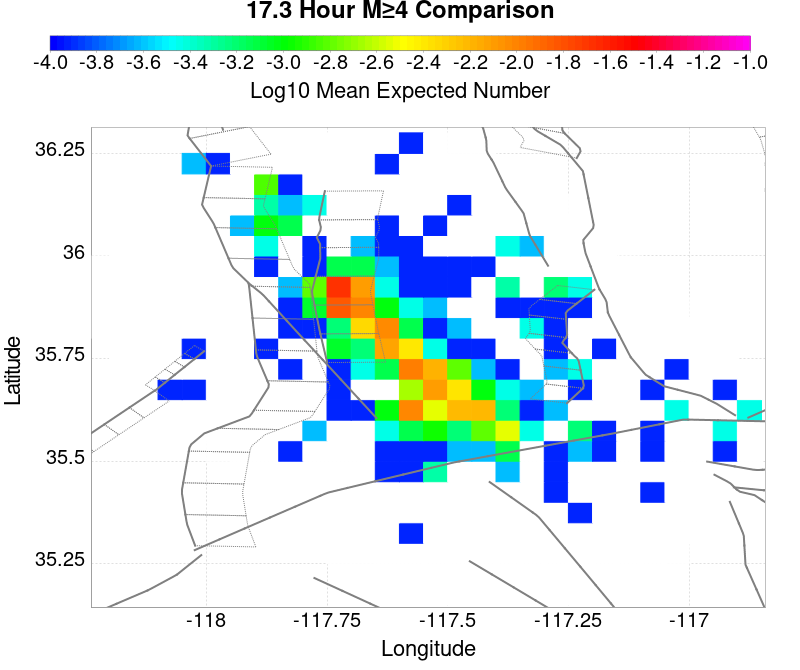 17.3 Hour M≥4 Comparison
-4.0 -3.8 -3.6 -3.4 -3.2 -3.0 -2.8 -2.6 -2.4 -2.2 -2.0 -1.8 -1.6 -1.4 -1.2 -1.0
Log10 Mean Expected Number
36.25
36
35.75
35.5
35.25
Latitude
-118 -117.75 -117.5 -117.25 -117
Longitude